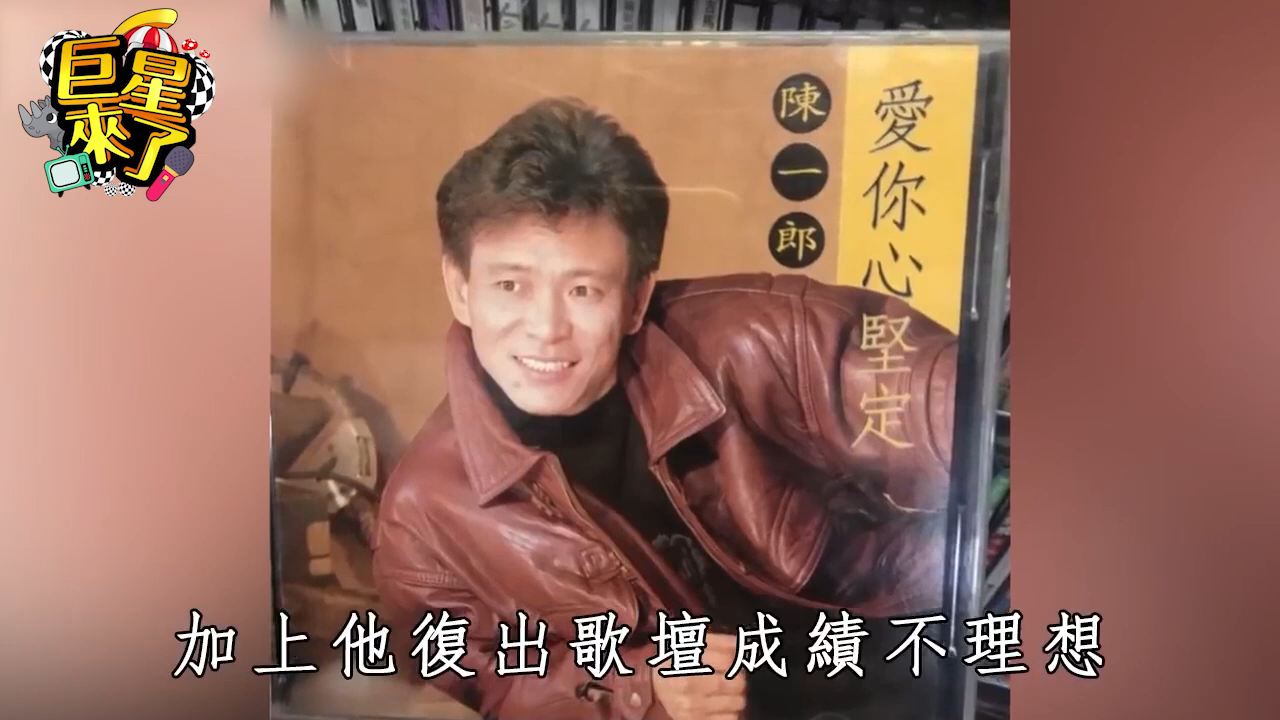 巨星來了
陳一郎
愛你心堅定
加上他復出歌壇成績不理想